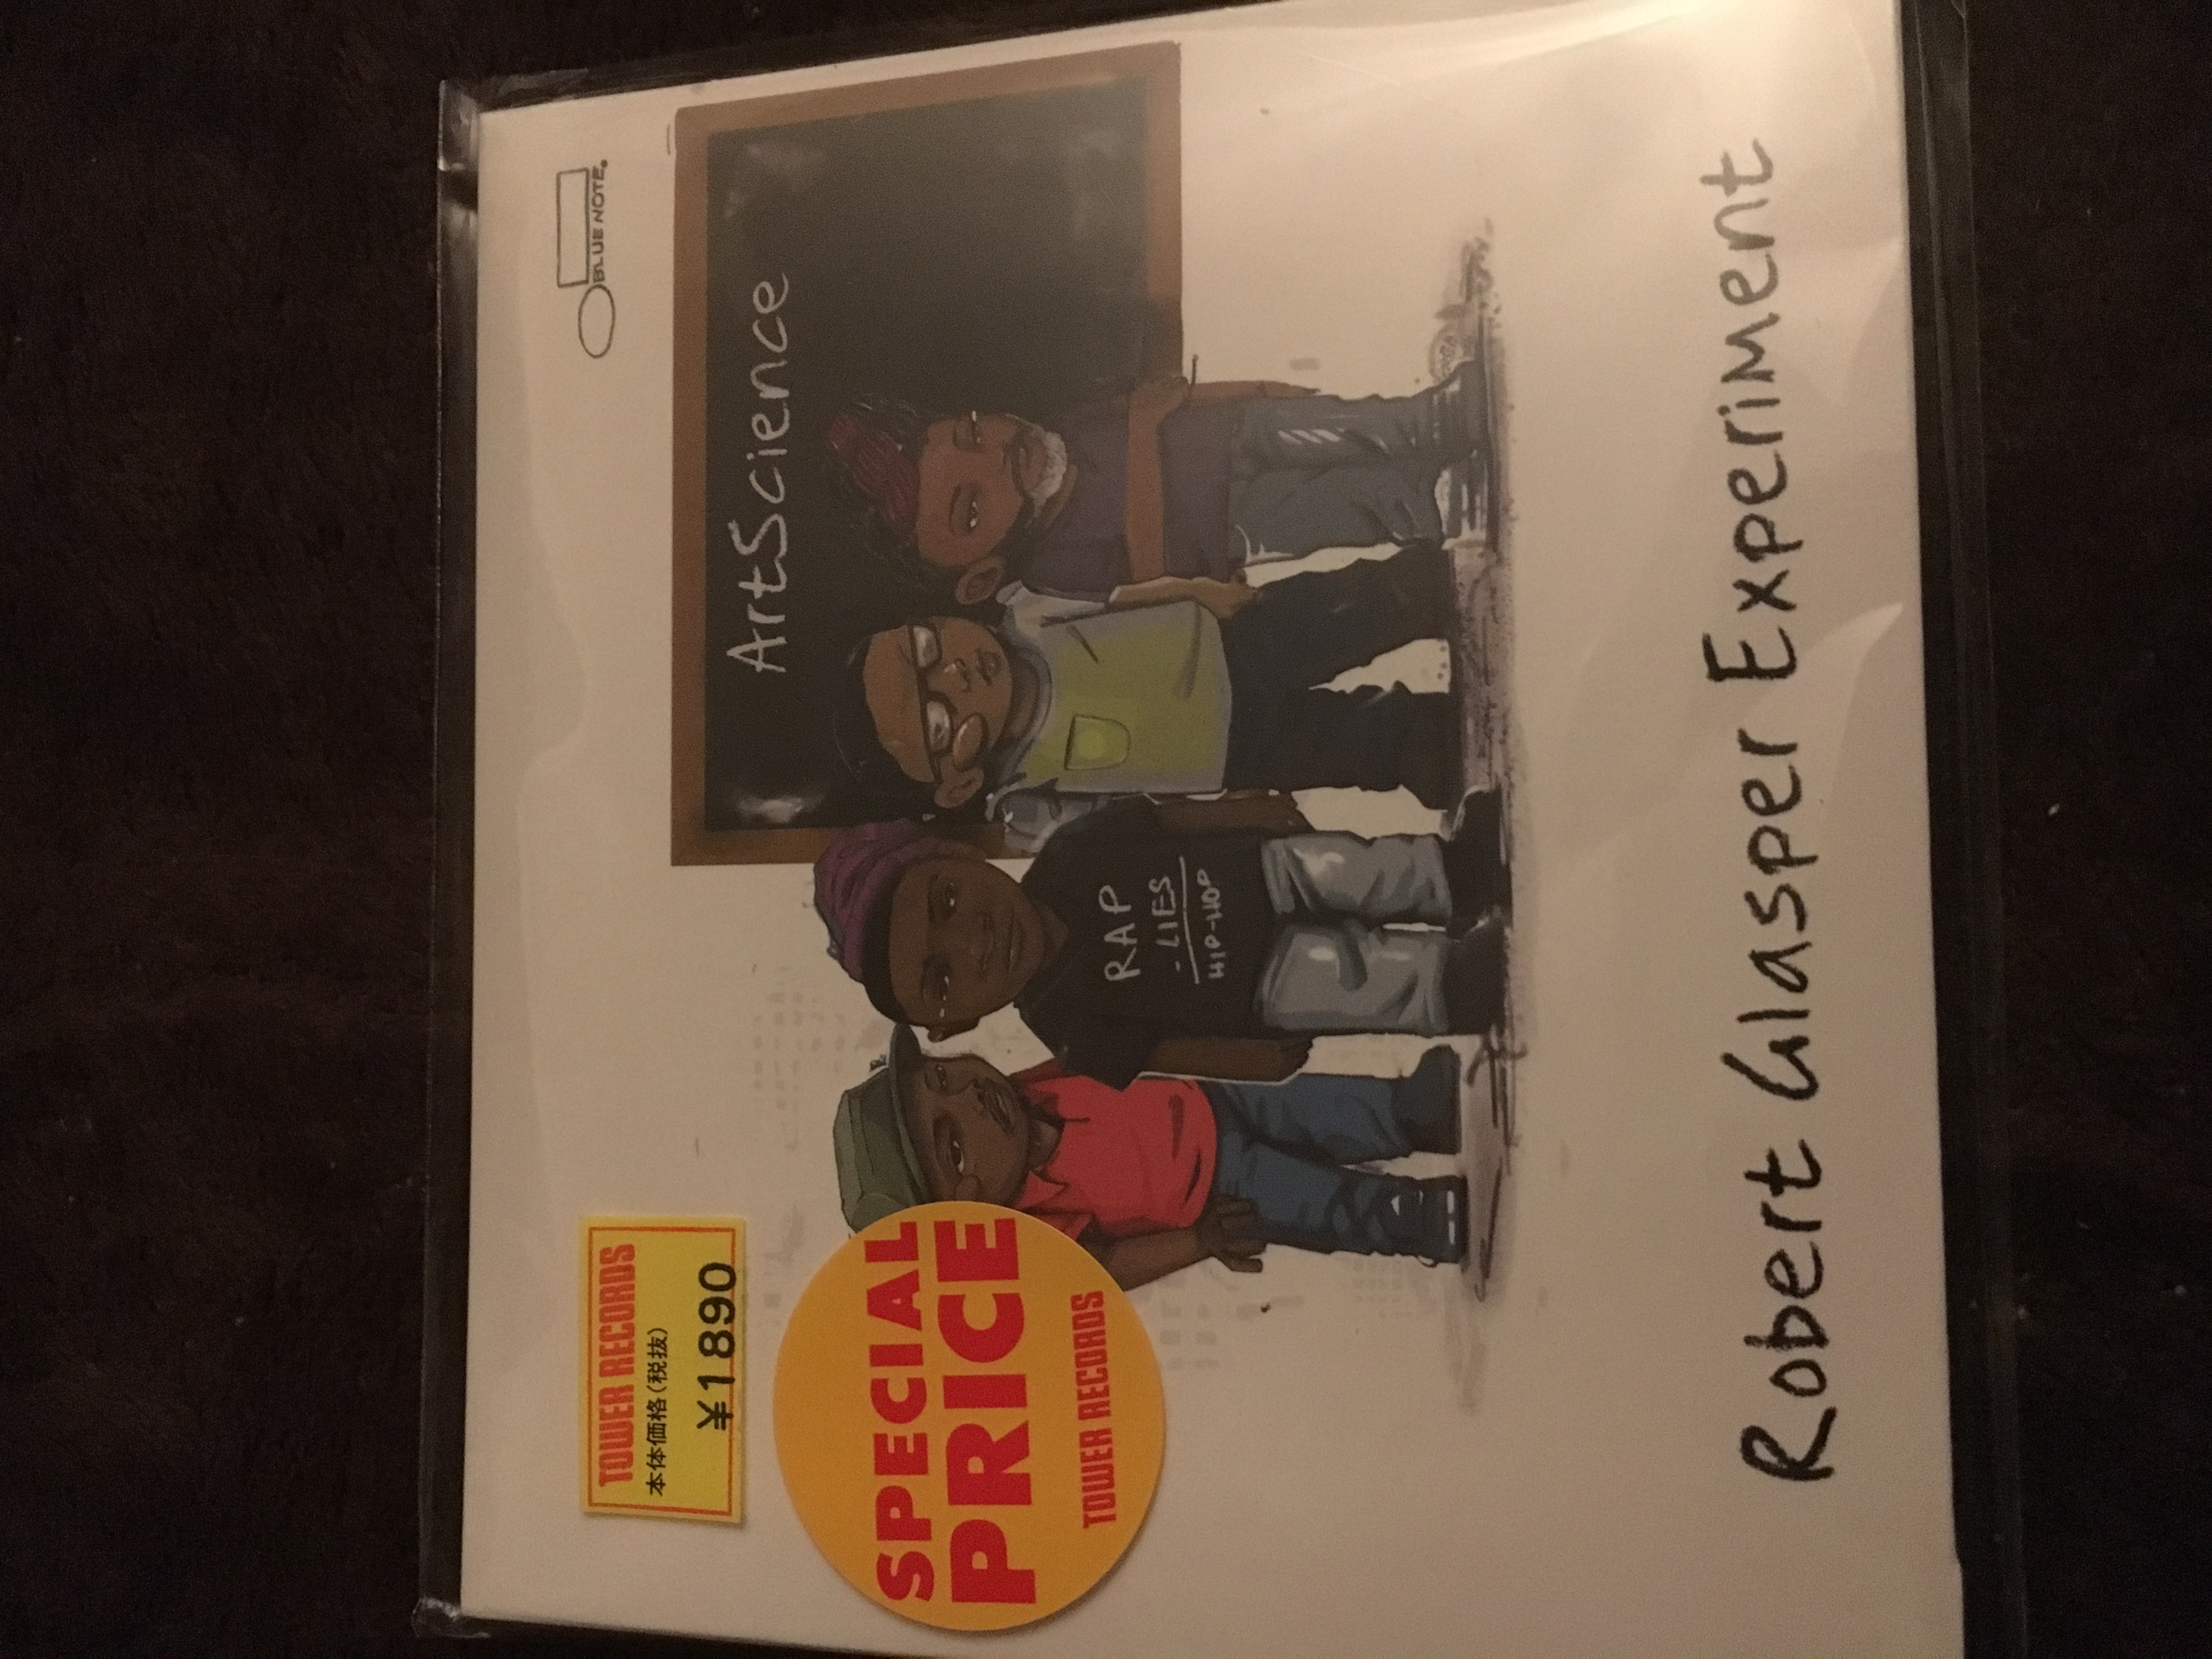 TOWER RECORDS
本体価格(税抜)
¥1890
BLUE NOTE.
ArtScience
SPECIAL
PRICE
TOWER RECORDS
RAP
- LIES
HIP-HOP
Robert Glasper Experiment